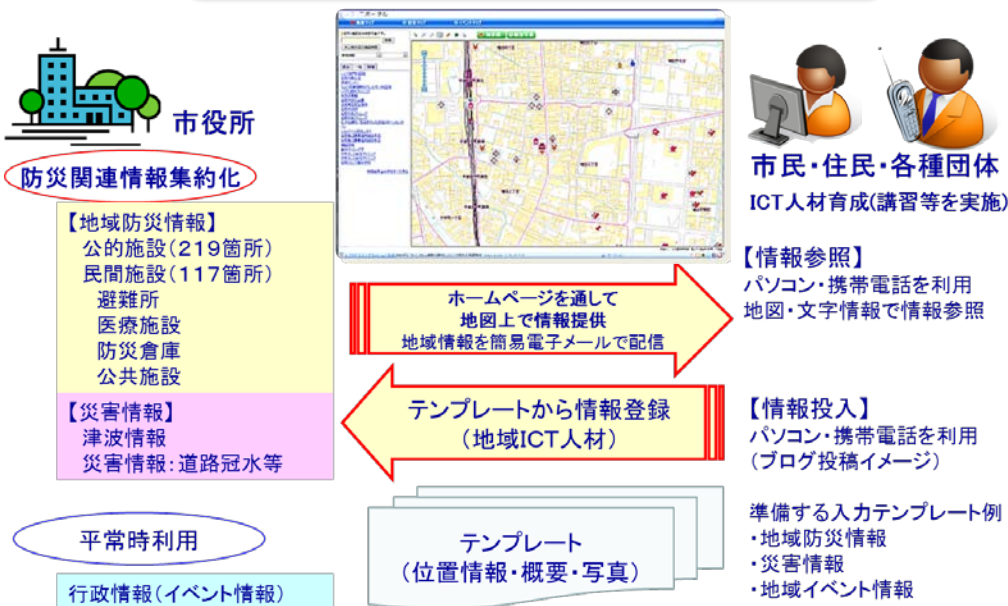 市役所
防災関連情報集約化
【地域防災情報】
公的施設(219箇所)
民間施設(117箇所)
避難所
医療施設
防災倉庫
公共施設
【災害情報】
津波情報
災害情報:道路冠水等
平常時利用
行政情報(イベント情報)
ホームページを通して
地図上で情報提供
地域情報を簡易電子メールで配信
テンプレートから情報登録
(地域ICT人材)
テンプレート
(位置情報・概要・写真)
市民・住民・各種団体
ICT人材育成(講習等を実施)
【情報参照】
パソコン・携帯電話を利用
地図・文字情報で情報参照
【情報投入】
パソコン・携帯電話を利用
(ブログ投稿イメージ)
準備する入力テンプレート例
・地域防災情報
・災害情報
・地域イベント情報